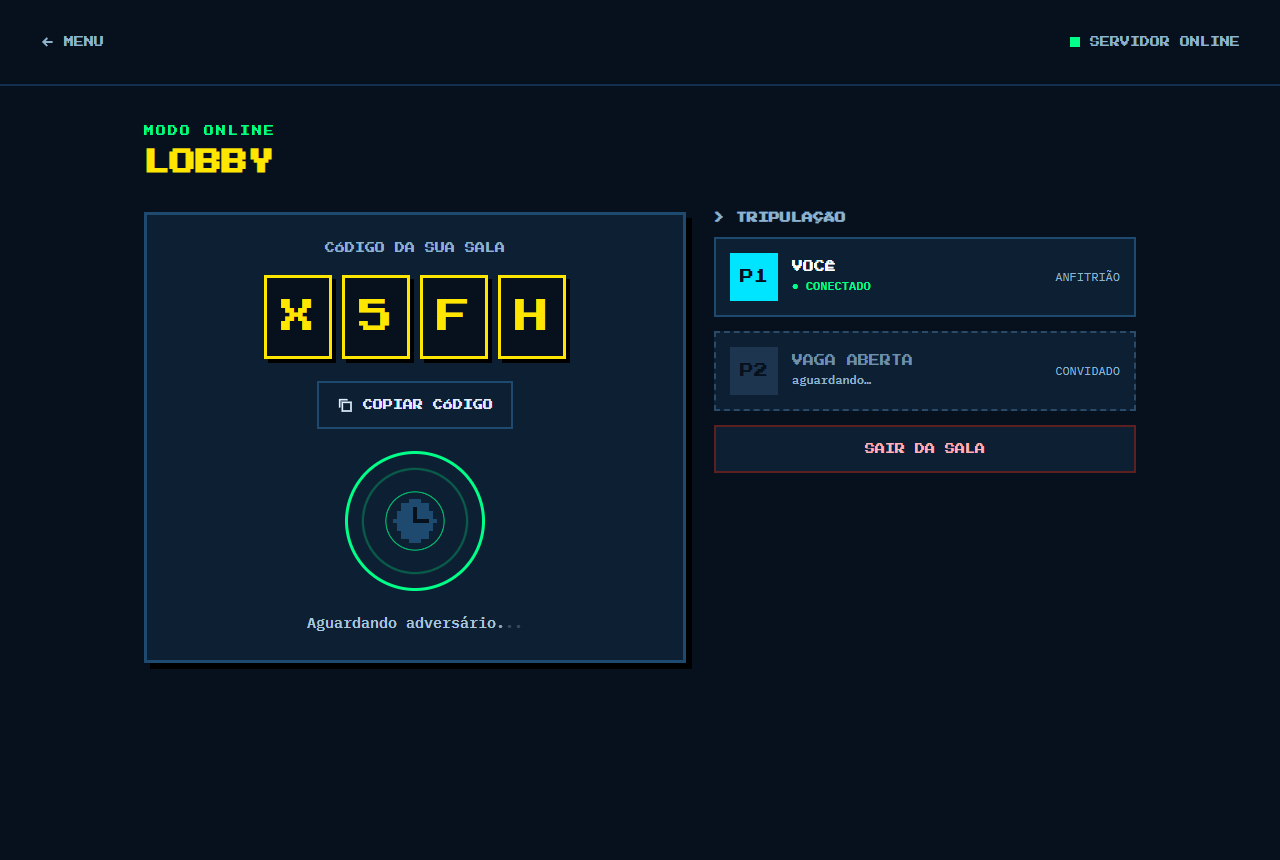 ← MENU
SERVIDOR ONLINE
MODO ONLINE
LOBBY
CóDIGO DA SUA SALA
X 5 F H
COPIAR CóDIGO
Aguardando adversário...
> TRIPULAÇÃO
P1
VOCÊ
● CONECTADO
ANFITRIÃO
P2
VAGA ABERTA
aguardando…
CONVIDADO
SAIR DA SALA